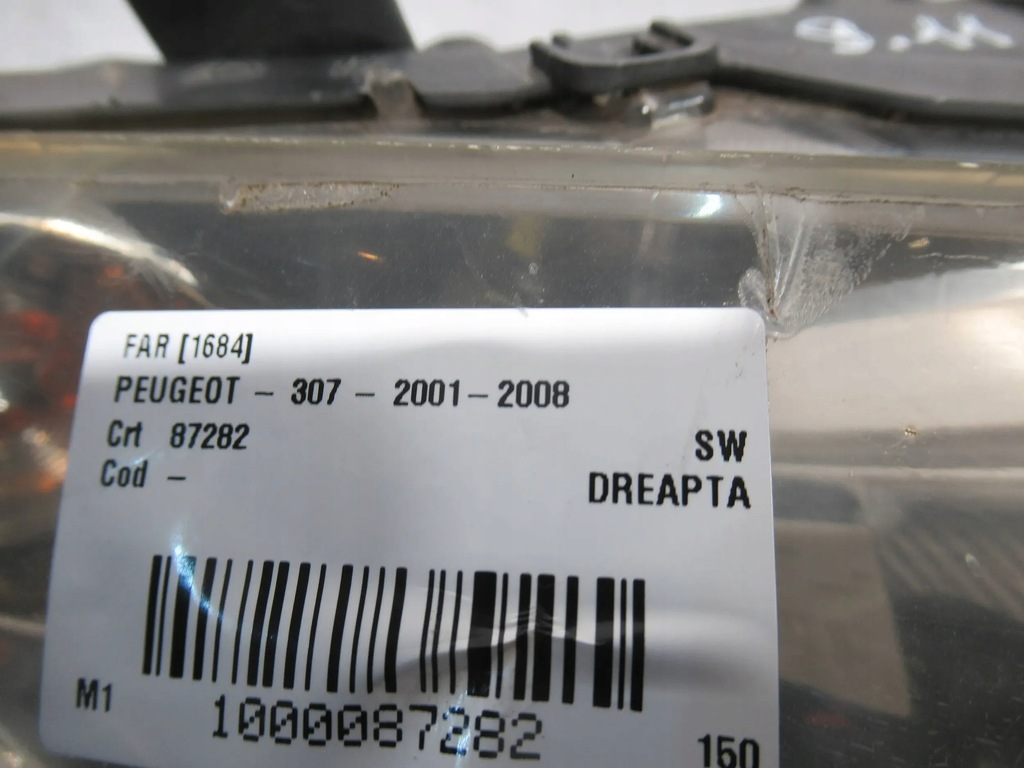 FAR [1684]
PEUGEOT - 307 - 2001-2008
Crt 87282
SW
Cod -
DREAPTA
M1
1000087282
150